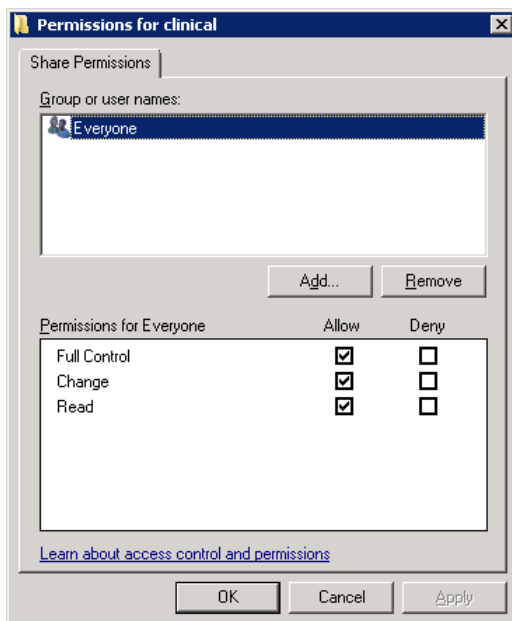 Permissions for clinical
Share Permissions
Group or user names:
Everyone
Add... Remove
Permissions for Everyone Allow Deny
Full Control
Change
Read
Learn about access control and permissions
OK Cancel Apply